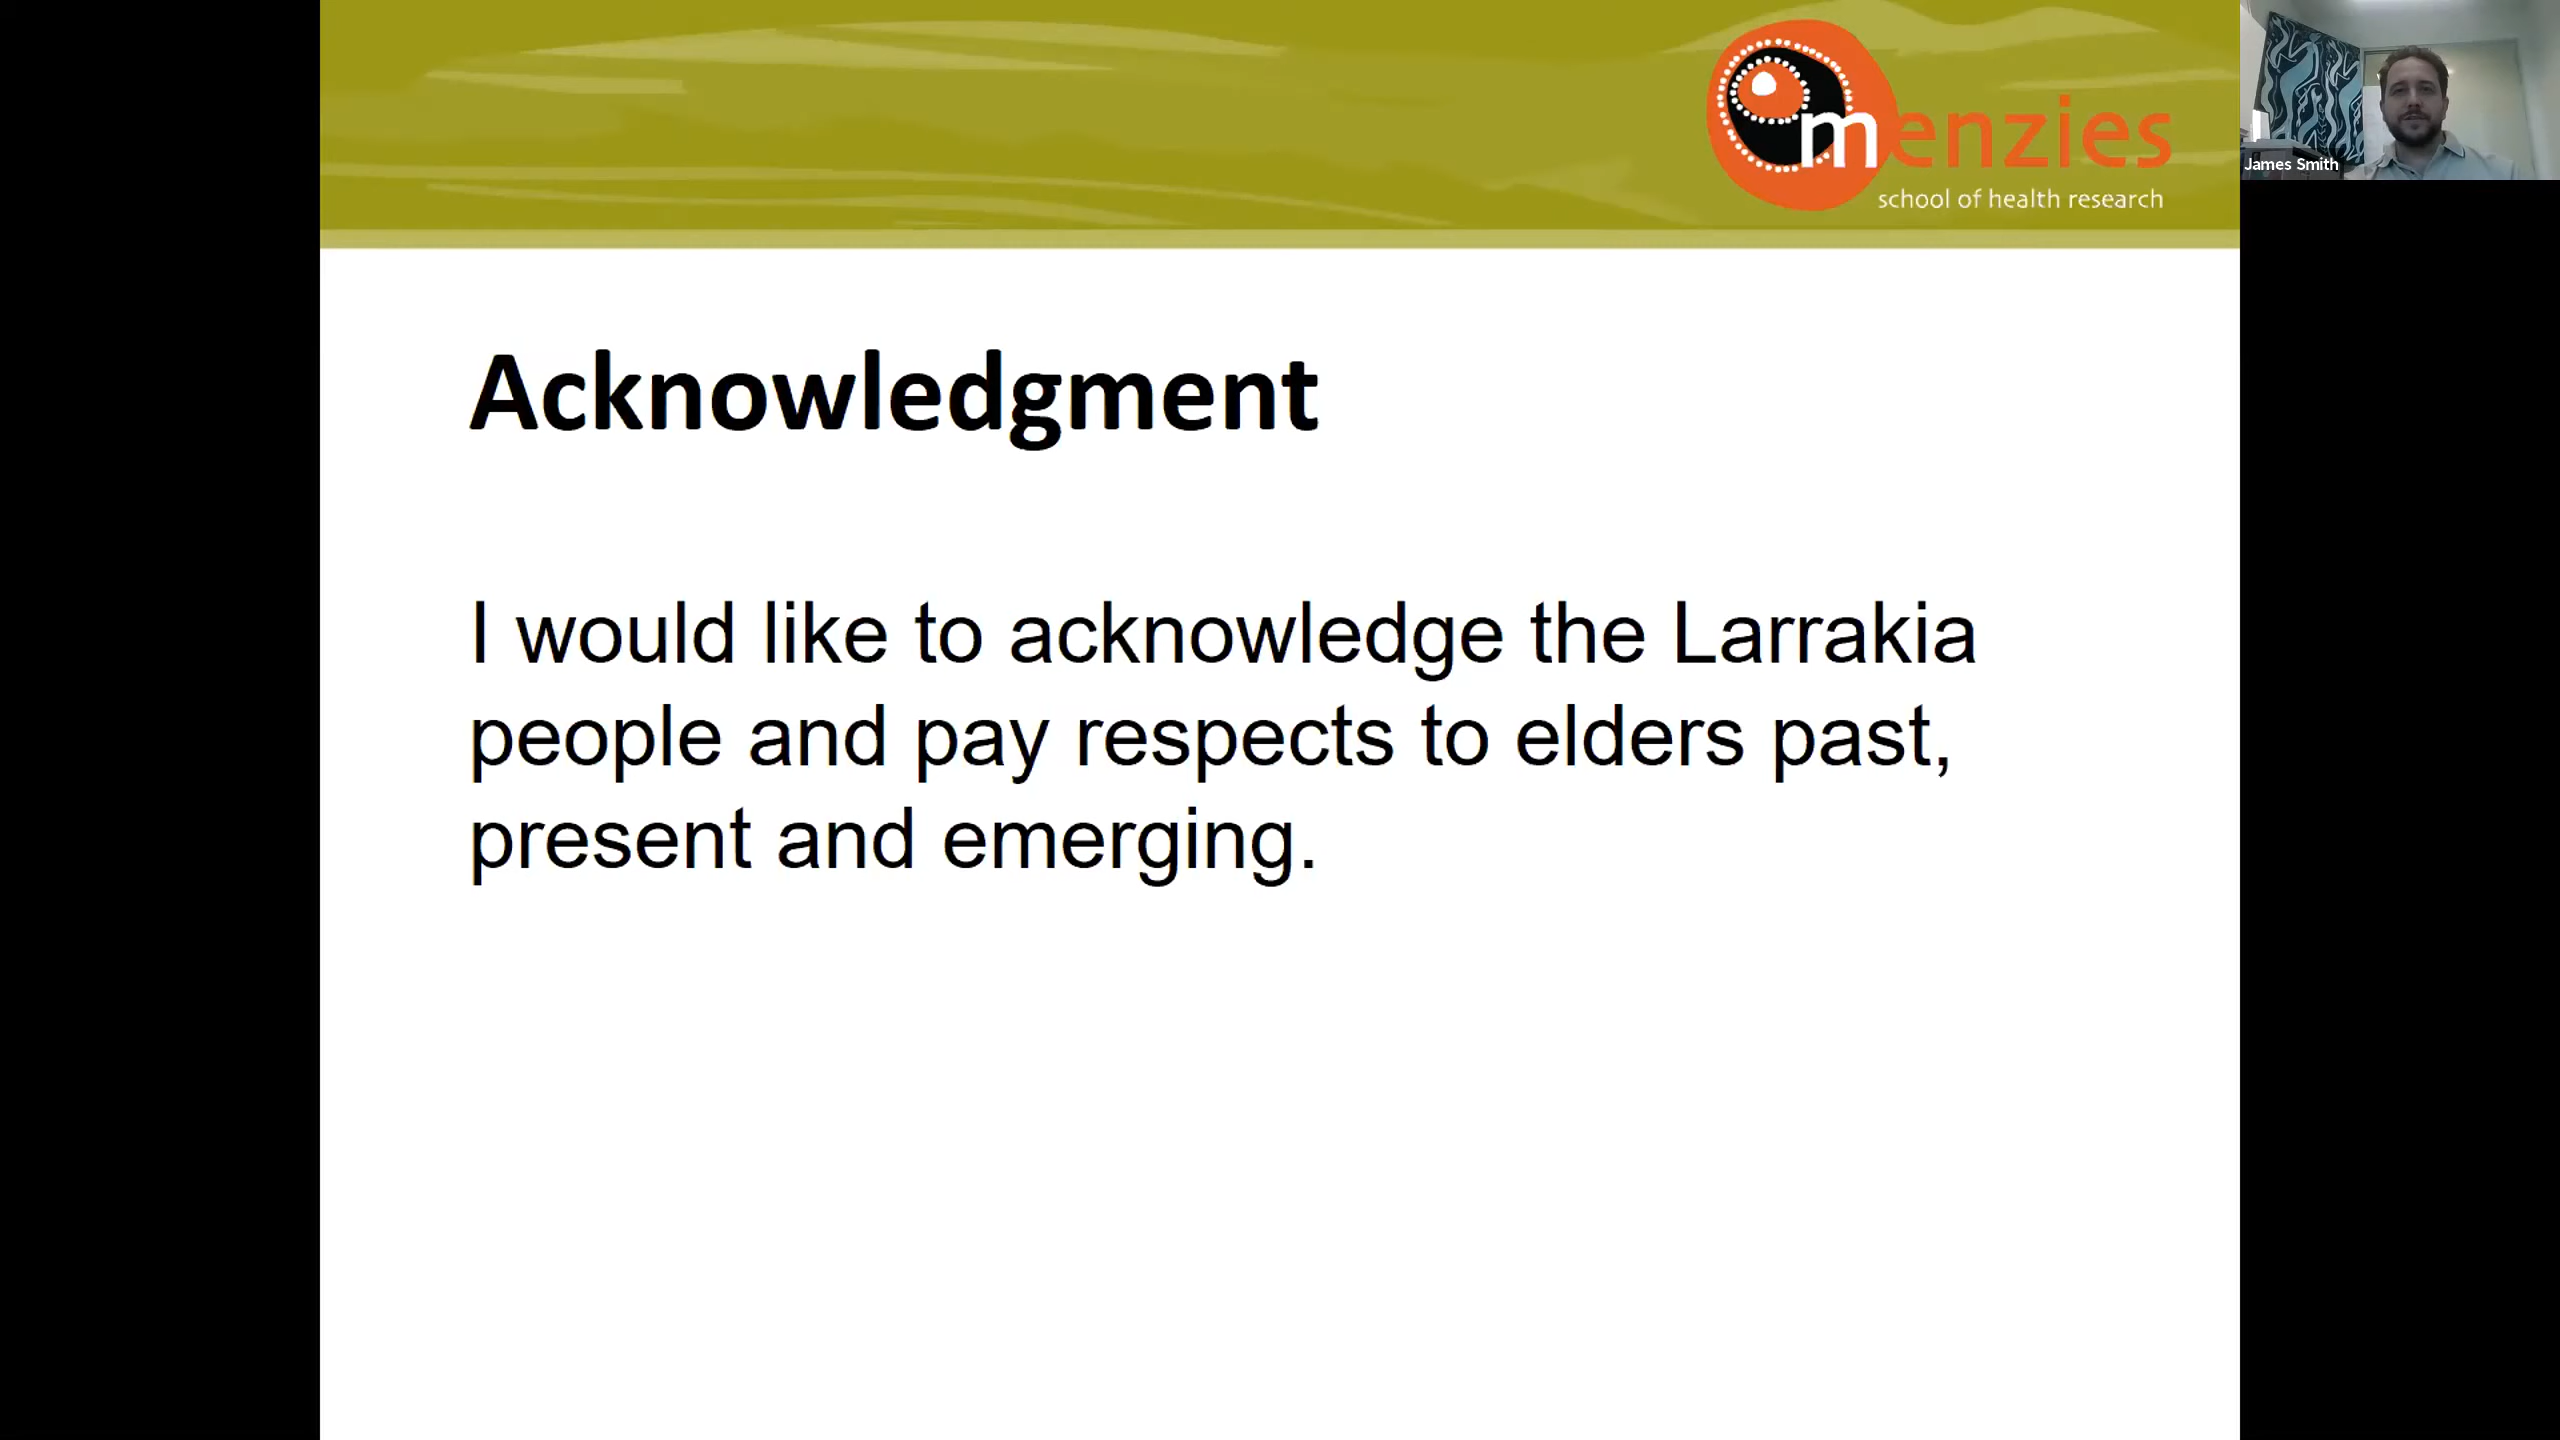 menzies
school of health research
James Smith
Acknowledgment
I would like to acknowledge the Larrakia
people and pay respects to elders past,
present and emerging.